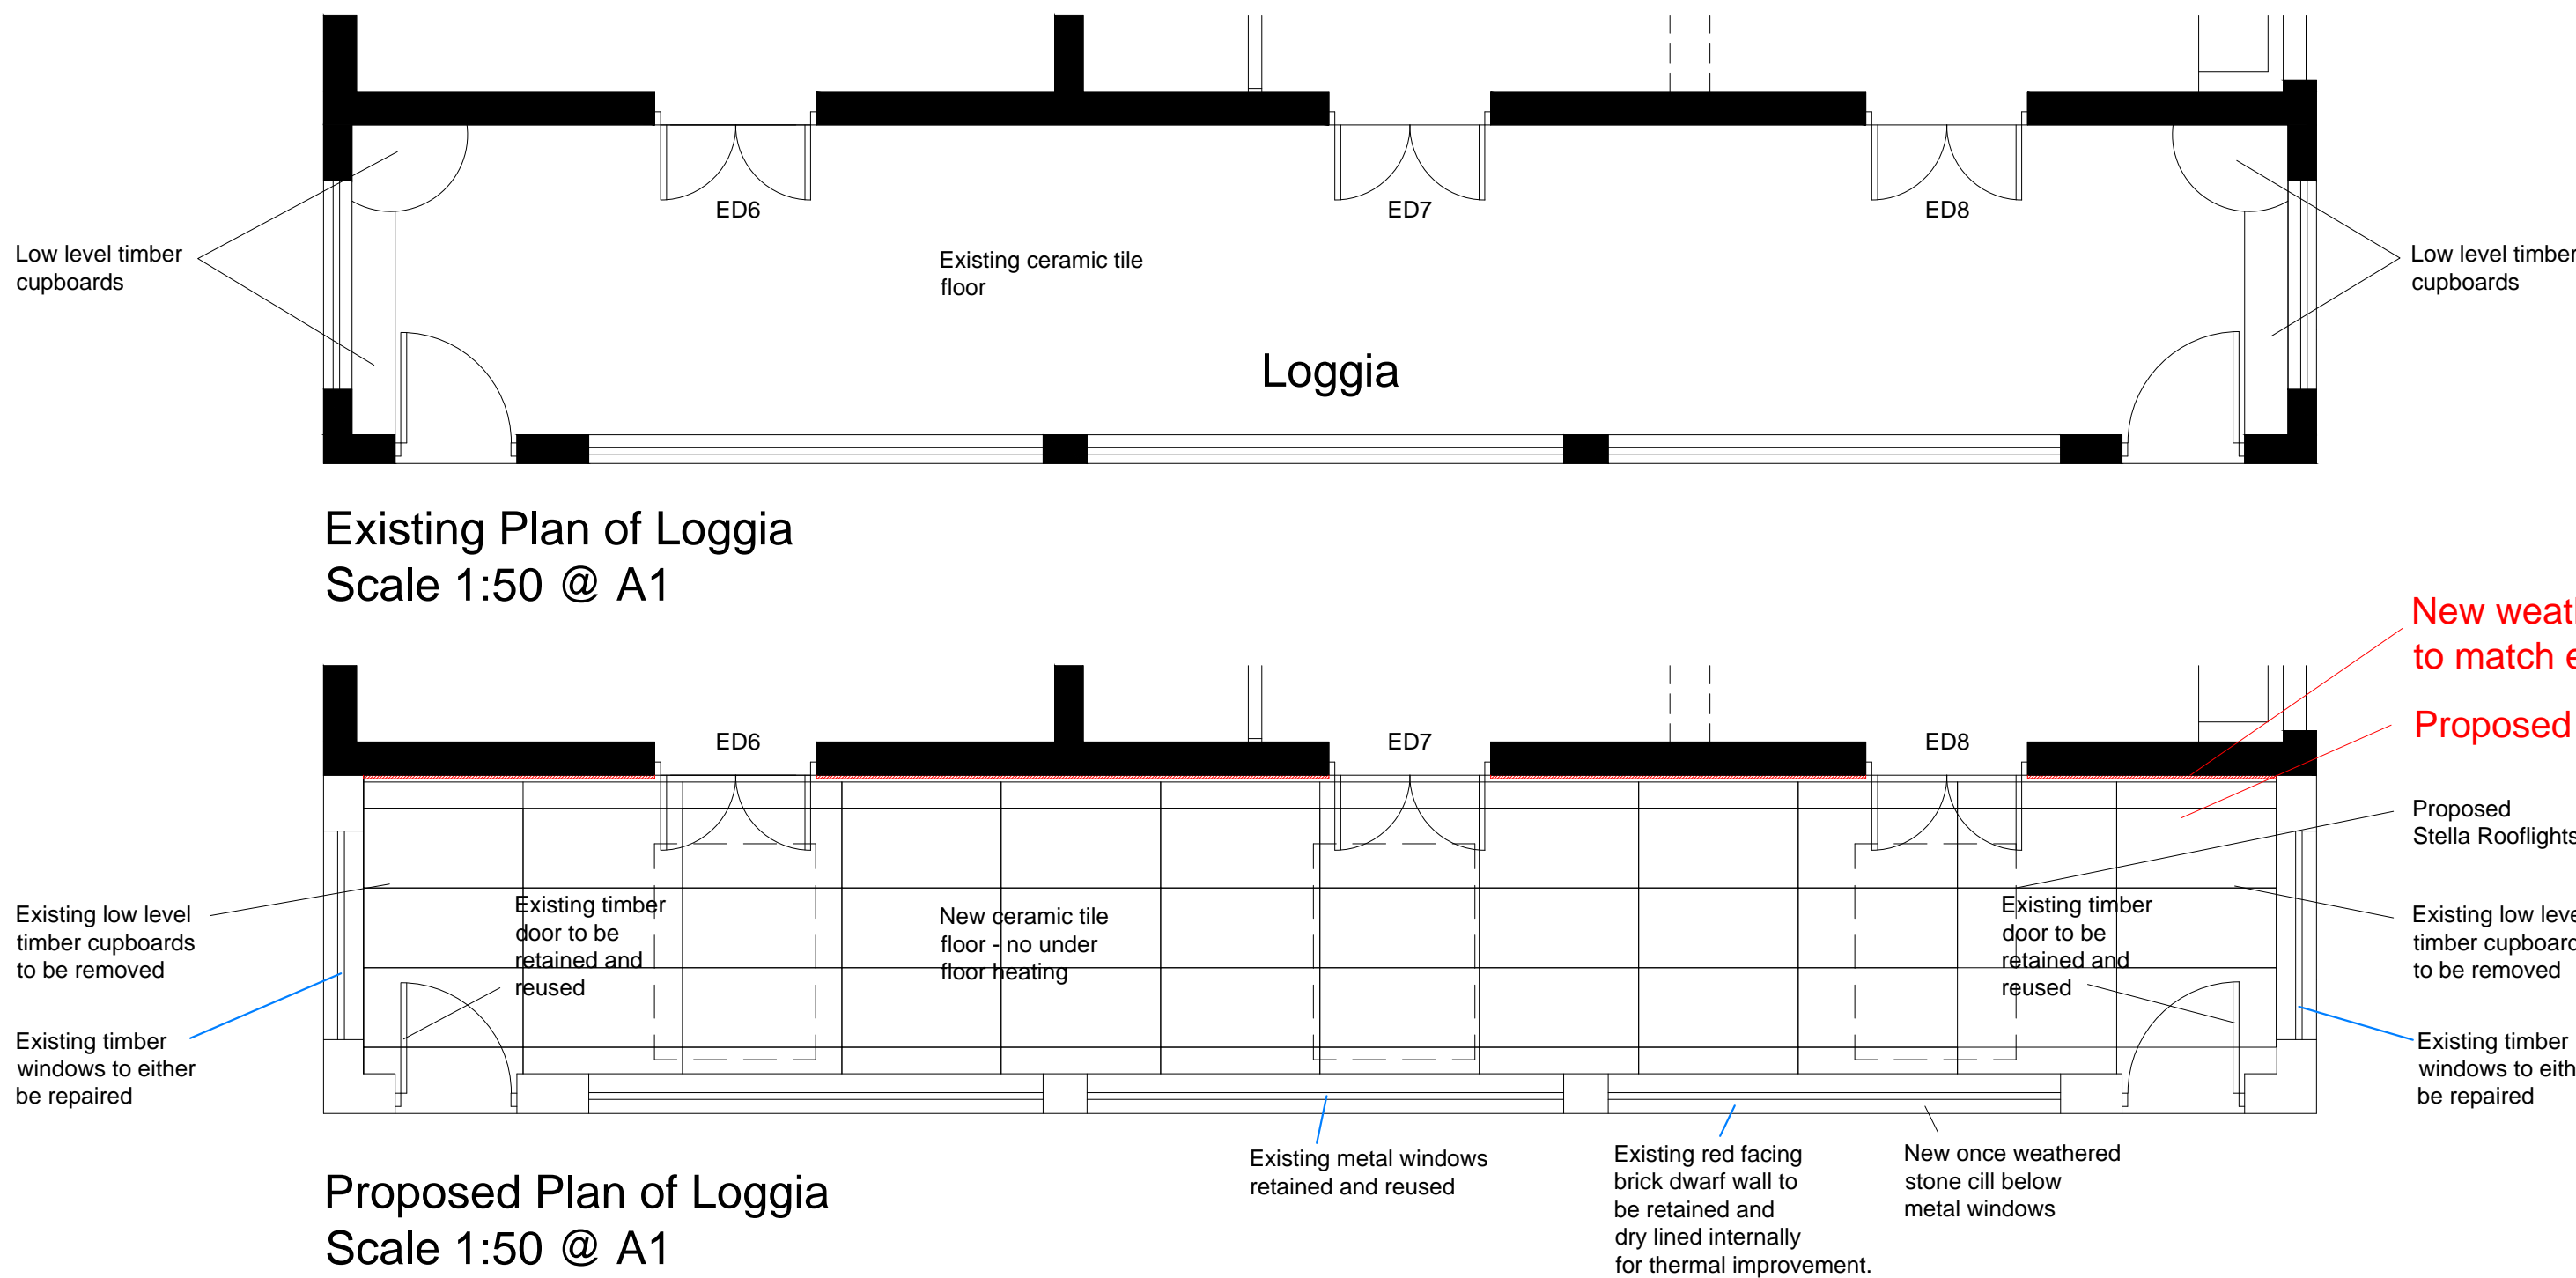 ED6
ED7
ED8
Low level timber
cupboards
Existing ceramic tile
floor
Low level timber
cupboards
Loggia
Existing Plan of Loggia
Scale 1:50 @ A1
New
to match
Proposed
ED6
ED7
ED8
Proposed
Stella Rooflights
Existing low level
timber cupboards
to be removed
Existing timber
door to be
retained and
reused
New ceramic tile
floor - no under
floor heating
Existing timber
door to be
retained and
reused
Existing low
timber
to be removed
Existing timber
windows to either
be repaired
Existing timber
windows to
be repaired
Existing metal windows
retained and reused
Existing red facing
brick dwarf wall to
be retained and
dry lined internally
for thermal improvement.
New once weathered
stone cill below
metal windows
Proposed Plan of Loggia
Scale 1:50 @ A1